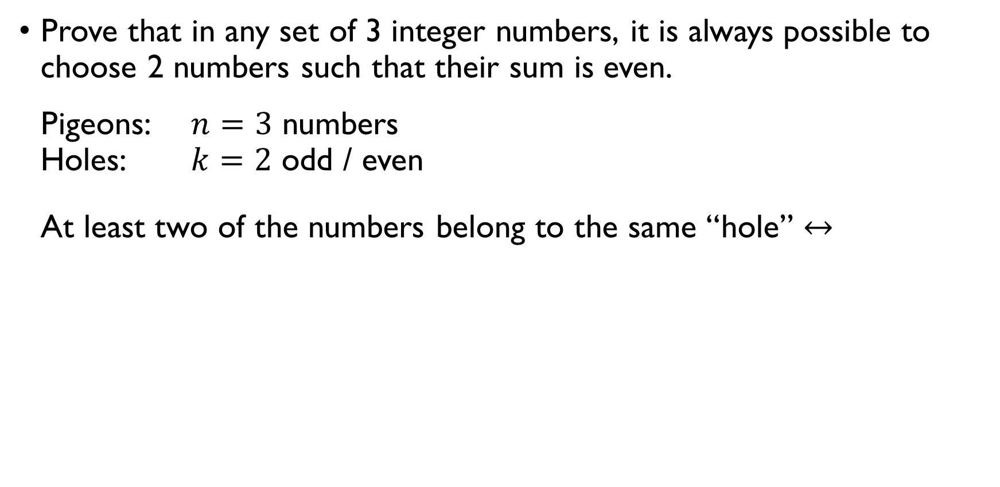 • Prove that in any set of 3 integer numbers, it is always possible to
choose 2 numbers such that their sum is even.
Pigeons: n = 3 numbers
Holes: k = 2 odd / even
At least two of the numbers belong to the same “hole” ↔